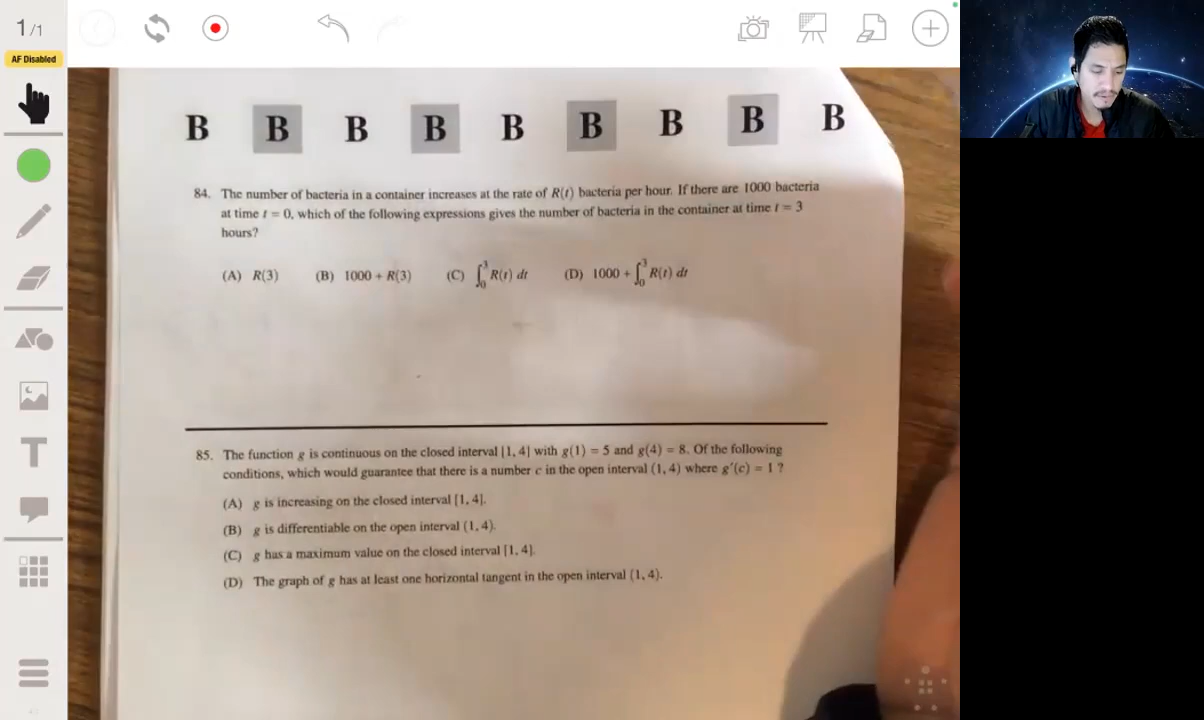 1/1
AF Disabled
B B B B B B B B B
84. The number of bacteria in a container increases at the rate of R(t) bacteria per hour. If there are 1000 bacteria
at time t = 0, which of the following expressions gives the number of bacteria in the container at time t = 3
hours?
(A) R(3) (B) 1000 + R(3) (C) ∫₀³ R(t) dt (D) 1000 + ∫₀³ R(t) dt
85. The function g is continuous on the closed interval [1, 4] with g(1) = 5 and g(4) = 8. Of the following
conditions, which would guarantee that there is a number c in the open interval (1, 4) where g′(c) = 1 ?
(A) g is increasing on the closed interval [1, 4].
(B) g is differentiable on the open interval (1, 4).
(C) g has a maximum value on the closed interval [1, 4].
(D) The graph of g has at least one horizontal tangent in the open interval (1, 4).
T